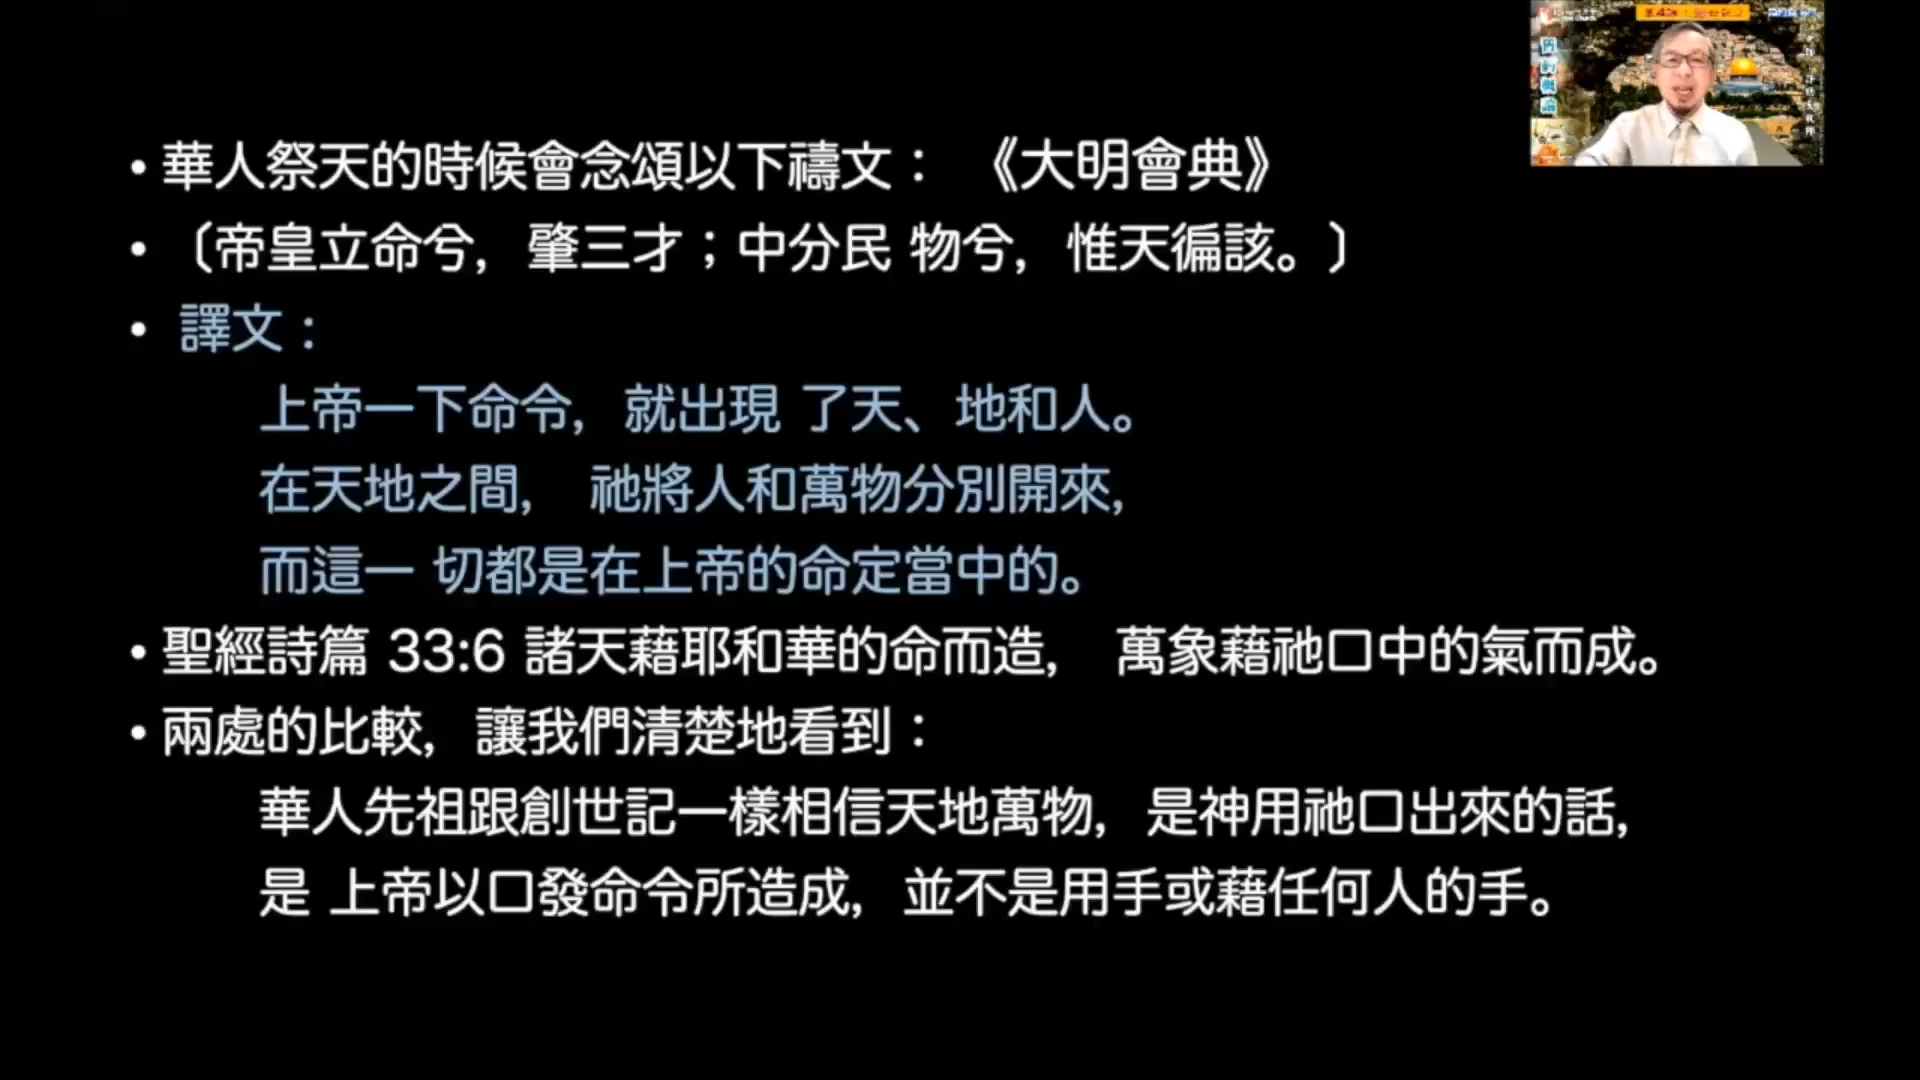 • 華人祭天的時候會念頌以下禱文： 《大明會典》
• 〔帝皇立命兮，肇三才；中分民 物兮，惟天徧該。〕
• 譯文：
上帝一下命令，就出現 了天、地和人。
在天地之間， 祂將人和萬物分別開來，
而這一 切都是在上帝的命定當中的。
• 聖經詩篇 33:6 諸天藉耶和華的命而造， 萬象藉祂口中的氣而成。
• 兩處的比較，讓我們清楚地看到：
華人先祖跟創世記一樣相信天地萬物，是神用祂口出來的話，
是 上帝以口發命令所造成，並不是用手或藉任何人的手。
舊約概論